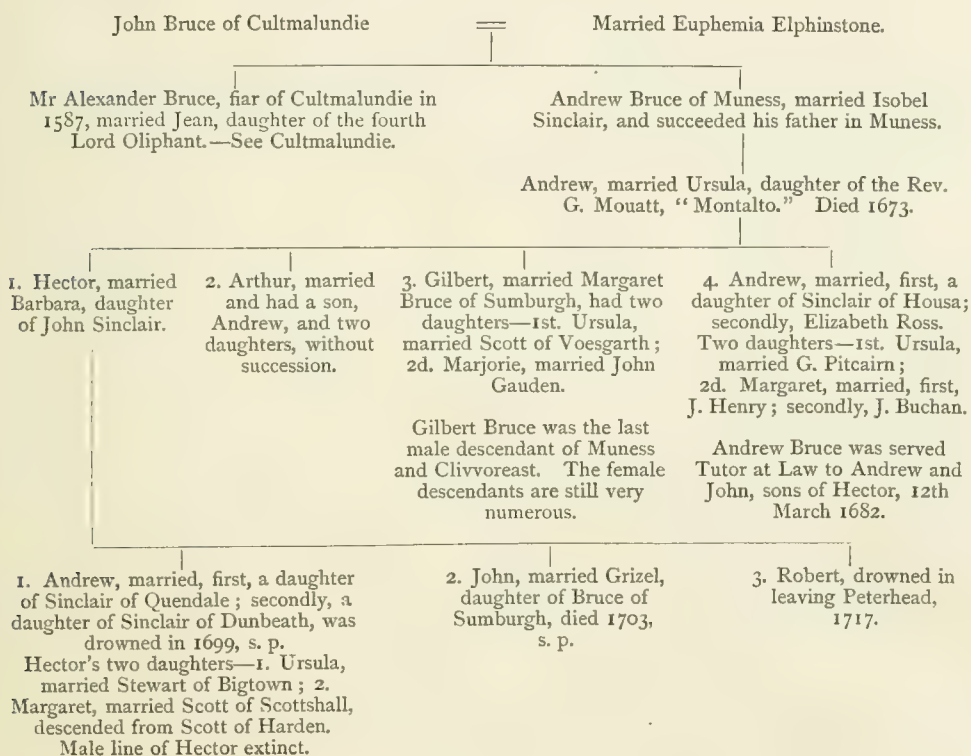 John Bruce of Cultmalundie = Married Euphemia Elphinstone.
Mr Alexander Bruce, fiar of Cultmalundie in
1587, married Jean, daughter of the fourth
Lord Oliphant.—See Cultmalundie.
Andrew Bruce of Muness, married Isobel
Sinclair, and succeeded his father in Muness.
Andrew, married Ursula, daughter of the Rev.
G. Mouatt, “Montalto.” Died 1673.
1. Hector, married
Barbara, daughter
of John Sinclair.
2. Arthur, married
and had a son,
Andrew, and two
daughters, without
succession.
3. Gilbert, married Margaret
Bruce of Sumburgh, had two
daughters—1st. Ursula,
married Scott of Voesgarth;
2d. Marjorie, married John
Gauden.
Gilbert Bruce was the last
male descendant of Muness
and Clivvoreast. The female
descendants are still very
numerous.
4. Andrew, married, first, a
daughter of Sinclair of Housa;
secondly, Elizabeth Ross.
Two daughters—1st. Ursula,
married G. Pitcairn;
2d. Margaret, married, first,
J. Henry; secondly, J. Buchan.
Andrew Bruce was served
Tutor at Law to Andrew and
John, sons of Hector, 12th
March 1682.
1. Andrew, married, first, a daughter
of Sinclair of Quendale; secondly, a
daughter of Sinclair of Dunbeath, was
drowned in 1699, s. p.
Hector's two daughters—1. Ursula,
married Stewart of Bigtown; 2.
Margaret, married Scott of Scottshall,
descended from Scott of Harden.
Male line of Hector extinct.
2. John, married Grizel,
daughter of Bruce of
Sumburgh, died 1703,
s. p.
3. Robert, drowned in
leaving Peterhead,
1717.